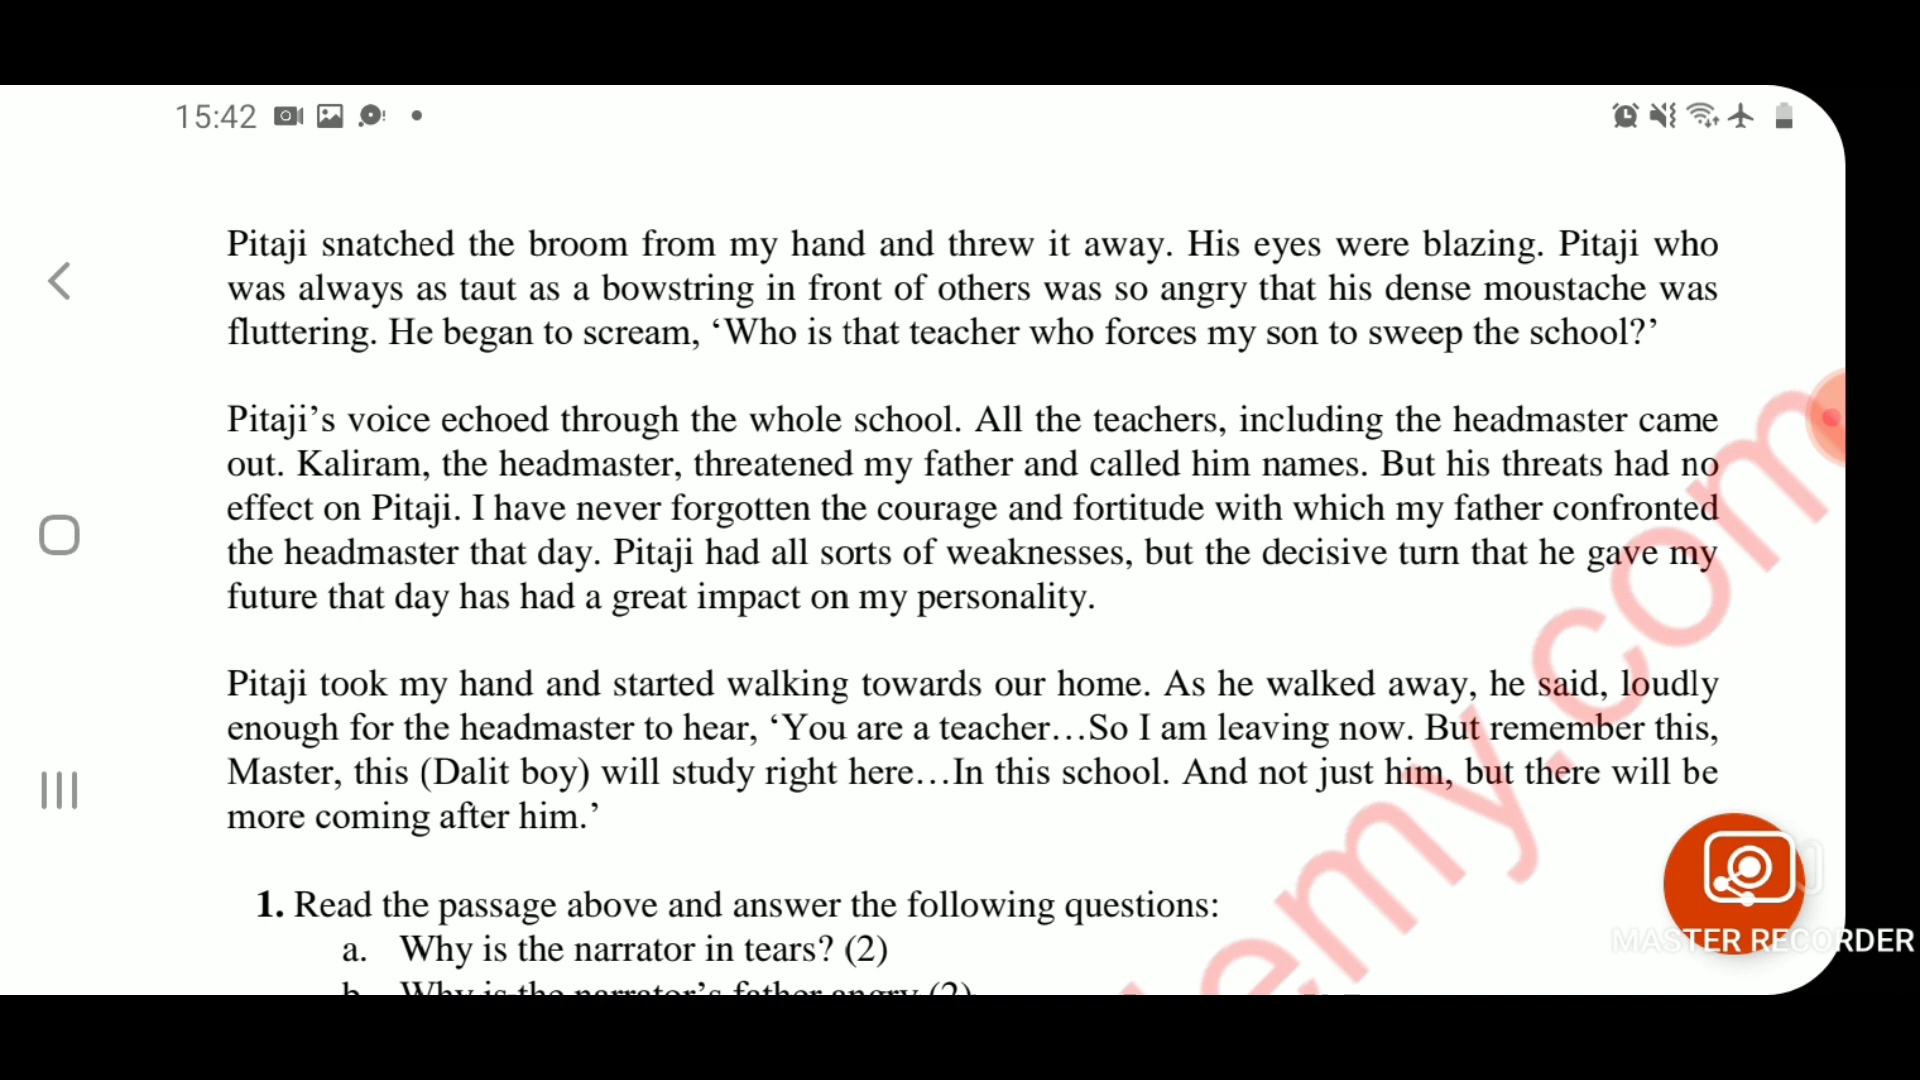 15:42
Pitaji snatched the broom from my hand and threw it away. His eyes were blazing. Pitaji who
was always as taut as a bowstring in front of others was so angry that his dense moustache was
fluttering. He began to scream, ‘Who is that teacher who forces my son to sweep the school?’
Pitaji’s voice echoed through the whole school. All the teachers, including the headmaster came
out. Kaliram, the headmaster, threatened my father and called him names. But his threats had no
effect on Pitaji. I have never forgotten the courage and fortitude with which my father confronted
the headmaster that day. Pitaji had all sorts of weaknesses, but the decisive turn that he gave my
future that day has had a great impact on my personality.
Pitaji took my hand and started walking towards our home. As he walked away, he said, loudly
enough for the headmaster to hear, ‘You are a teacher…So I am leaving now. But remember this,
Master, this (Dalit boy) will study right here…In this school. And not just him, but there will be
more coming after him.’
1. Read the passage above and answer the following questions:
a. Why is the narrator in tears? (2)
b. Why is the narrator’s father angry (2)
emy.com
MASTER RECORDER